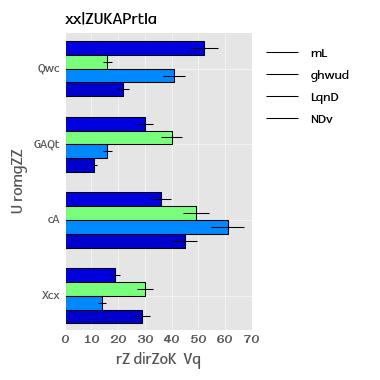 xxlZUKAPrtla
Qwc
GAQt
cA
Xcx
U romgZZ
0 10 20 30 40 50 60 70
rZ dirZoK Vq
mL
ghwud
LqnD
NDv